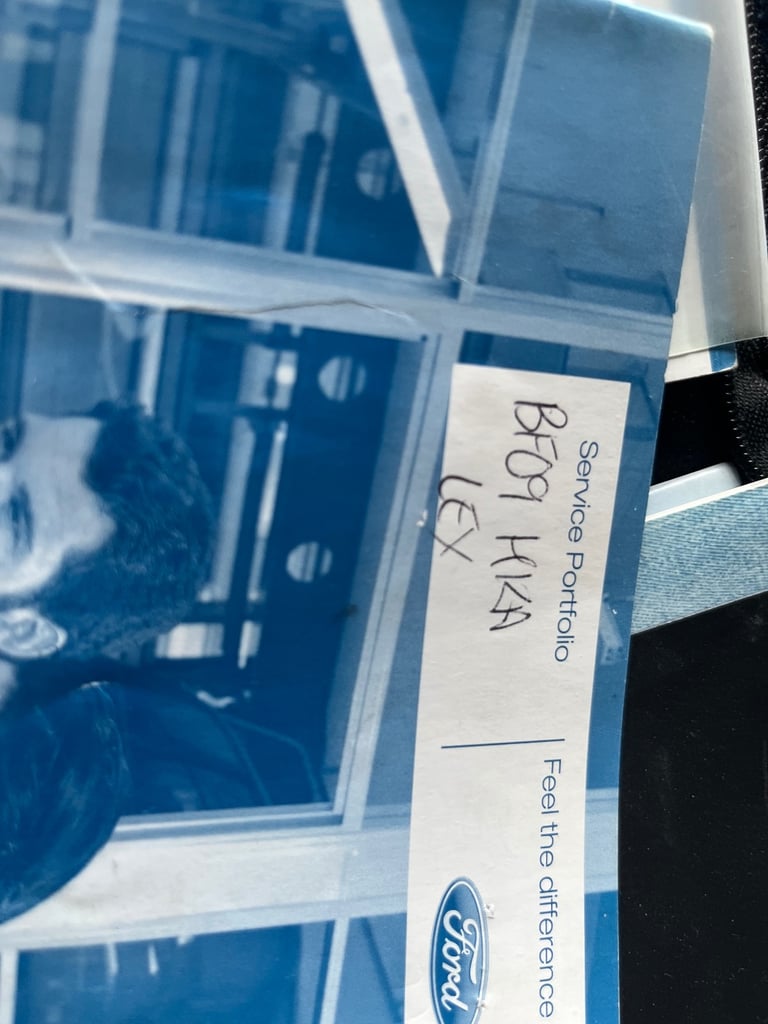 Service Portfolio
BF09 HKA
LEX
Feel the difference
Ford